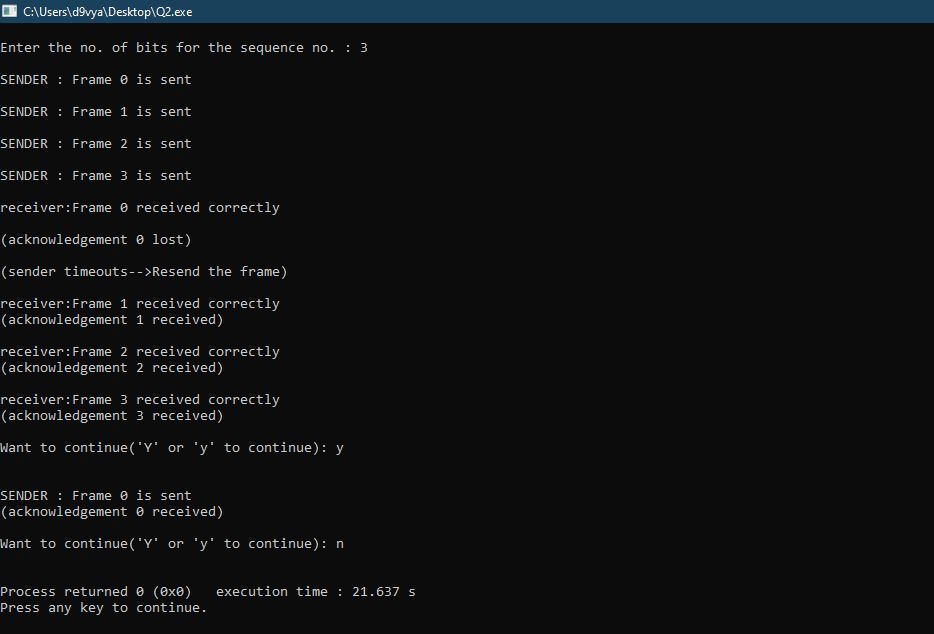 C:\Users\d9vya\Desktop\Q2.exe
Enter the no. of bits for the sequence no. : 3
SENDER : Frame 0 is sent
SENDER : Frame 1 is sent
SENDER : Frame 2 is sent
SENDER : Frame 3 is sent
receiver:Frame 0 received correctly
(acknowledgement 0 lost)
(sender timeouts-->Resend the frame)
receiver:Frame 1 received correctly
(acknowledgement 1 received)
receiver:Frame 2 received correctly
(acknowledgement 2 received)
receiver:Frame 3 received correctly
(acknowledgement 3 received)
Want to continue('Y' or 'y' to continue): y
SENDER : Frame 0 is sent
(acknowledgement 0 received)
Want to continue('Y' or 'y' to continue): n
Process returned 0 (0x0)   execution time : 21.637 s
Press any key to continue.